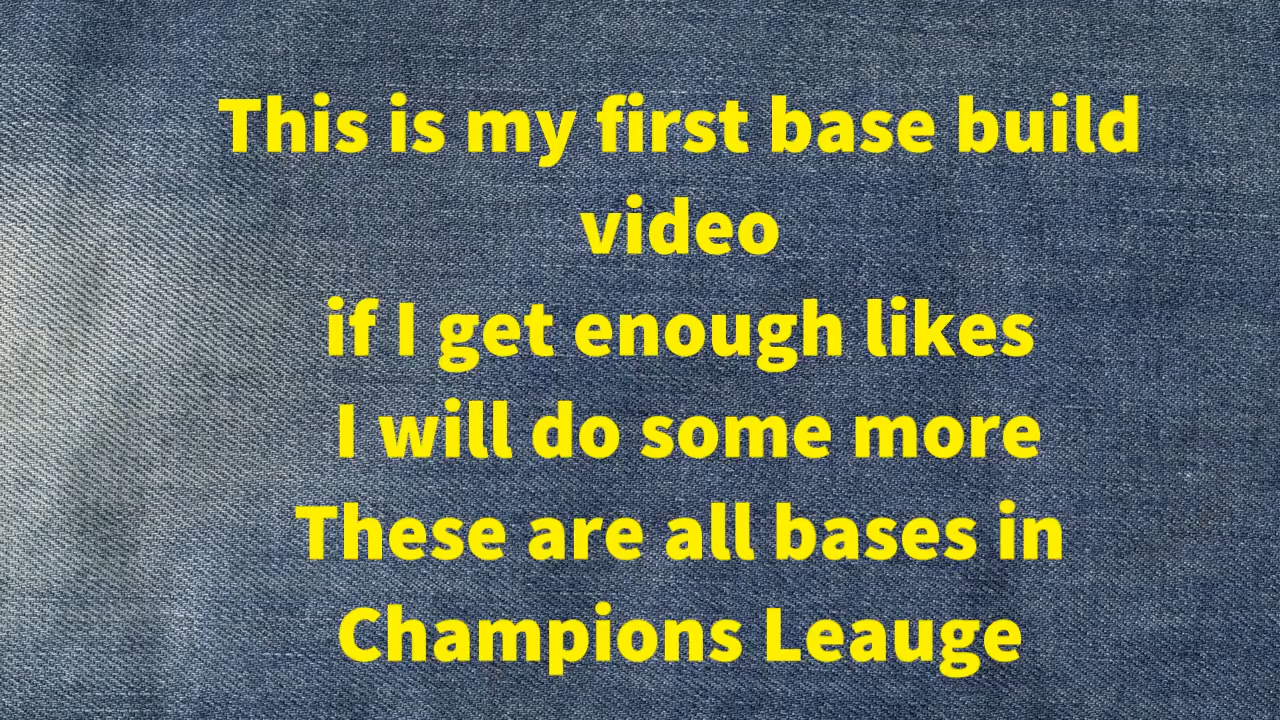 This is my first base build
video
if I get enough likes
I will do some more
These are all bases in
Champions Leauge